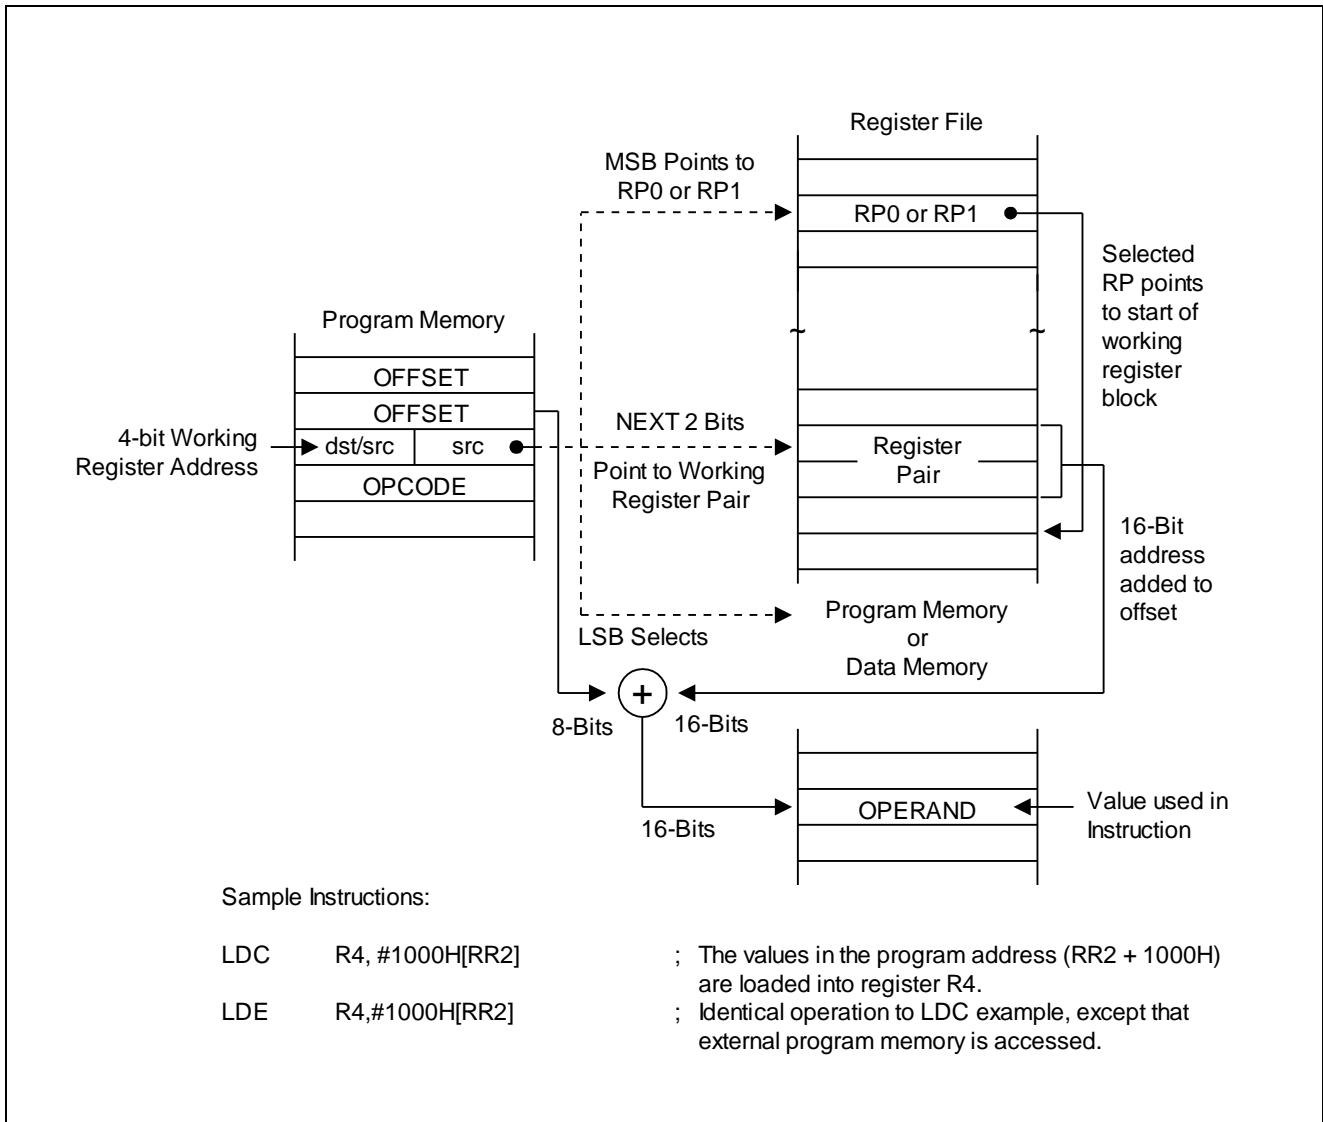 Register File
MSB Points to
RP0 or RP1
RP0 or RP1
Selected
RP points
to start of
working
register
block
Program Memory
OFFSET
OFFSET
4-bit Working
Register Address
dst/src
src
OPCODE
NEXT 2 Bits
Point to Working
Register Pair
Register
Pair
16-Bit
address
added to
offset
LSB Selects
Program Memory
or
Data Memory
+
8-Bits
16-Bits
16-Bits
OPERAND
Value used in
Instruction
~
~
Sample Instructions:
LDC R4, #1000H[RR2] ; The values in the program address (RR2 + 1000H)
are loaded into register R4.
LDE R4,#1000H[RR2] ; Identical operation to LDC example, except that
external program memory is accessed.